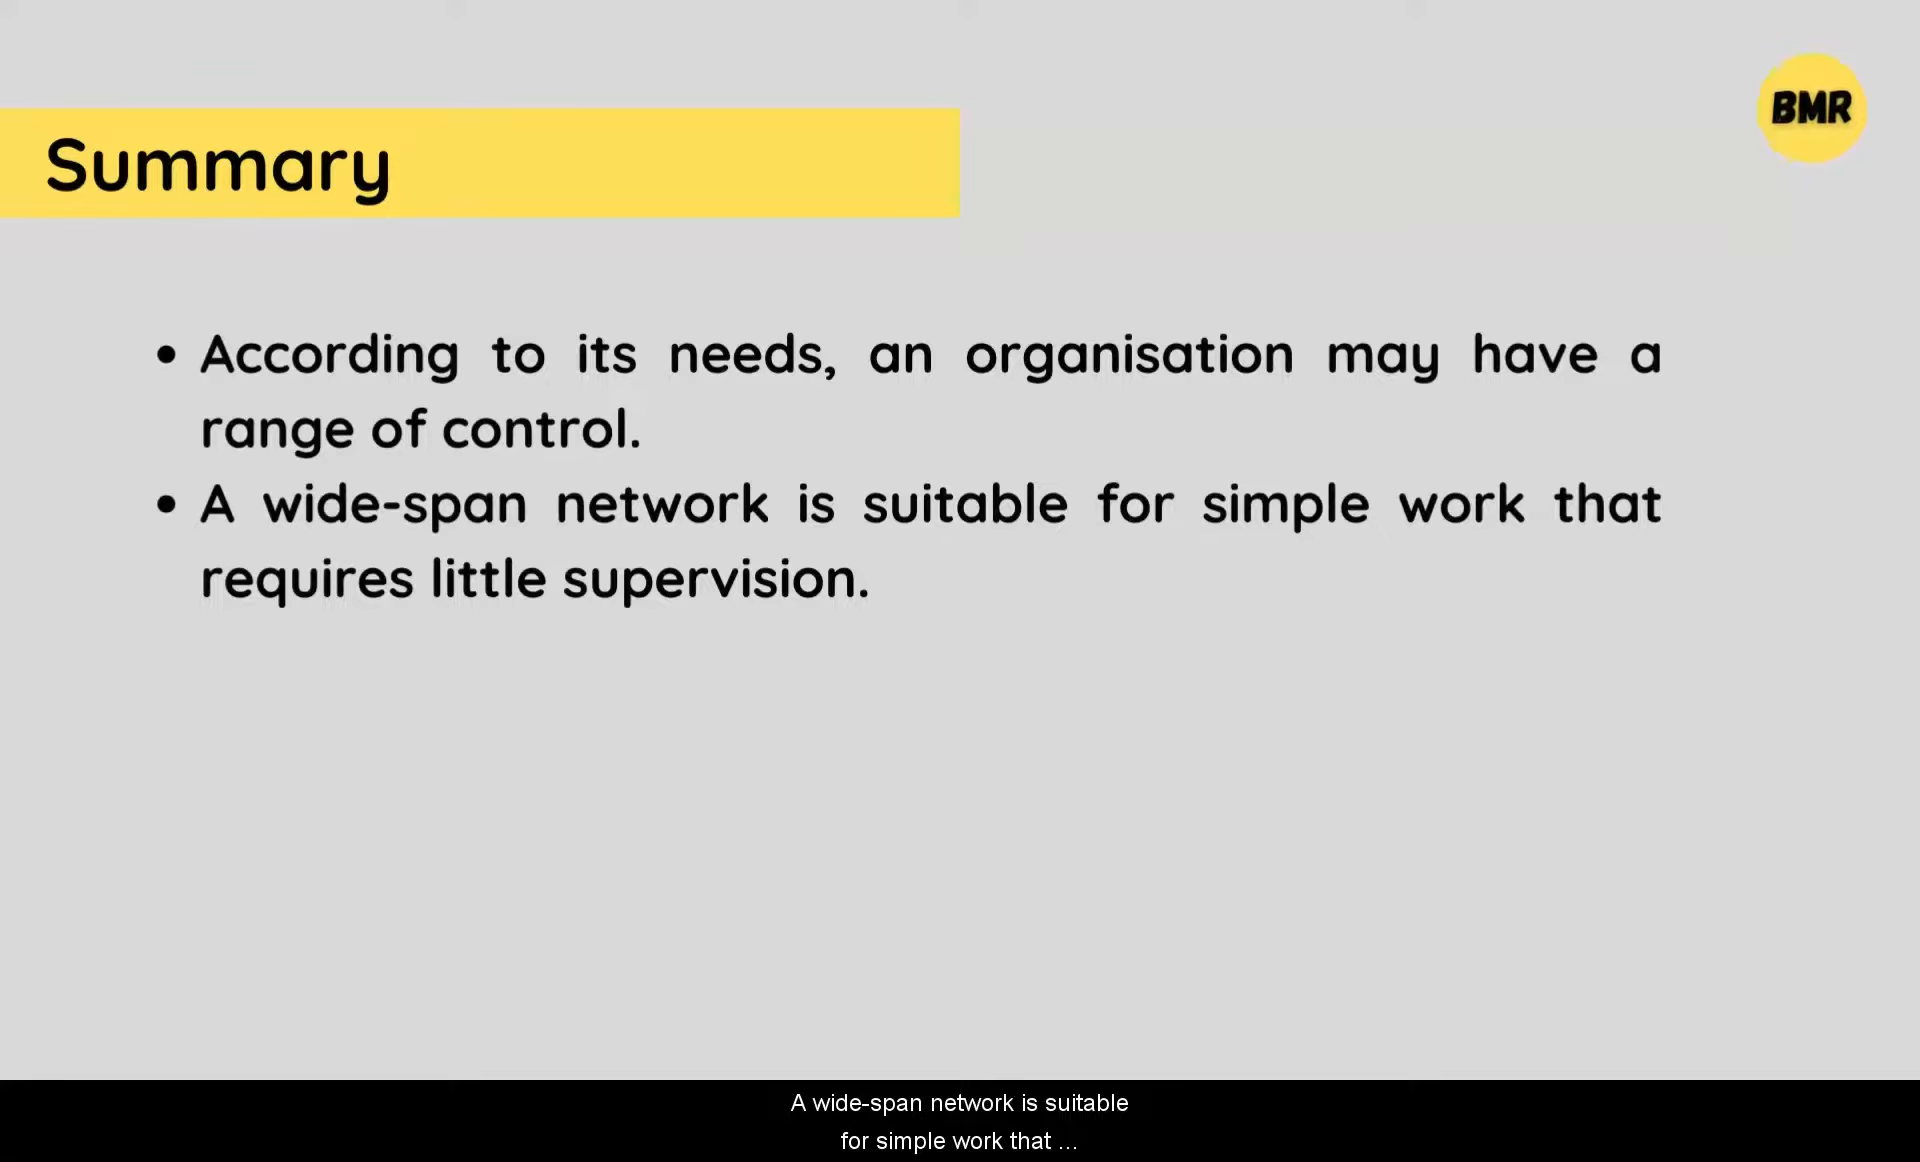 BMR
Summary
• According to its needs, an organisation may have a
range of control.
• A wide-span network is suitable for simple work that
requires little supervision.
A wide-span network is suitable
for simple work that ...